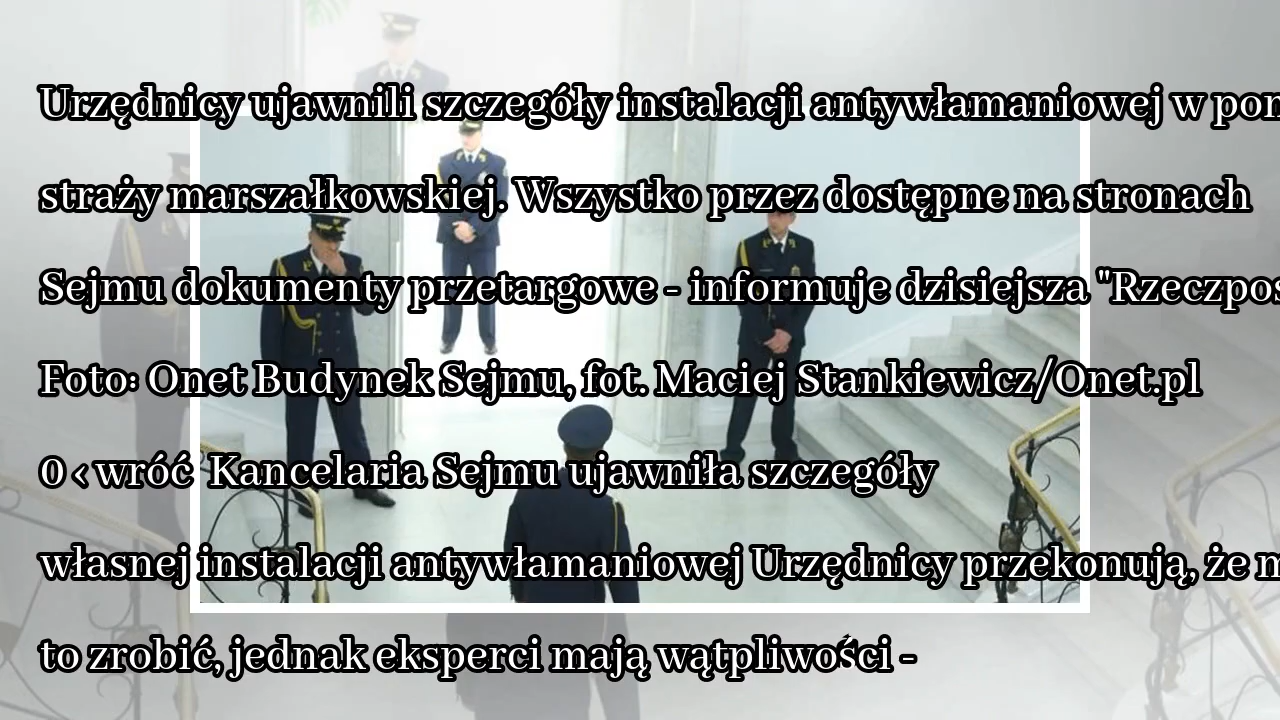 Urzędnicy ujawnili szczegóły instalacji antywłamaniowej w
straży marszałkowskiej. Wszystko przez dostępne na stronach
Sejmu dokumenty przetargowe - informuje dzisiejsza
Foto: Onet Budynek Sejmu, fot. Maciej Stankiewicz/Onet.pl
0 ‹ wróć Kancelaria Sejmu ujawniła szczegóły
własnej instalacji antywłamaniowej Urzędnicy przekonują, że
to zrobić, jednak eksperci mają wątpliwości -